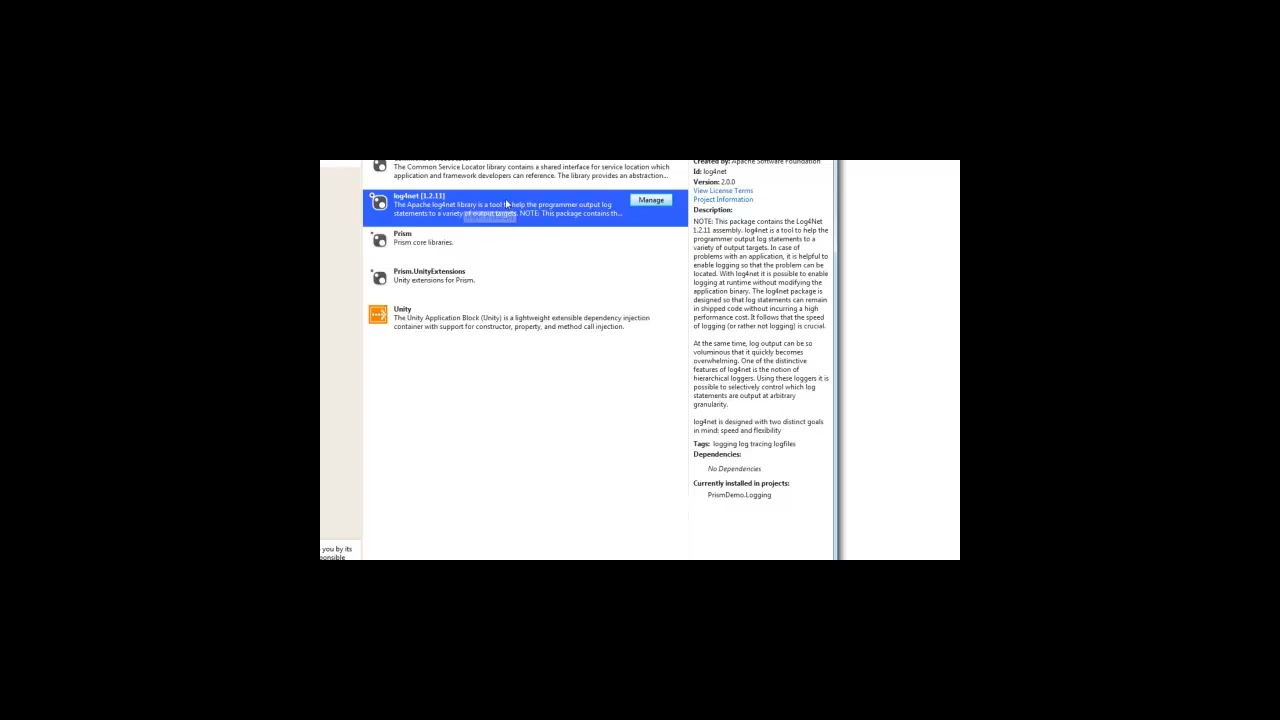 The Common Service Locator library contains a shared interface for service location which
application and framework developers can reference. The library provides an abstraction...
log4net [1.2.11]
The Apache log4net library is a tool to help the programmer output log
statements to a variety of output targets. NOTE: This package contains th...
Manage
Prism
Prism core libraries.
Prism.UnityExtensions
Unity extensions for Prism.
Unity
The Unity Application Block (Unity) is a lightweight extensible dependency injection
container with support for constructor, property, and method call injection.
you by its
ponsible
Created by: Apache Software Foundation
Id: log4net
Version: 2.0.0
View License Terms
Project Information
Description:
NOTE: This package contains the Log4Net
1.2.11 assembly. log4net is a tool to help the
programmer output log statements to a
variety of output targets. In case of
problems with an application, it is helpful to
enable logging so that the problem can be
located. With log4net it is possible to enable
logging at runtime without modifying the
application binary. The log4net package is
designed so that log statements can remain
in shipped code without incurring a high
performance cost. It follows that the speed
of logging (or rather not logging) is crucial.
At the same time, log output can be so
voluminous that it quickly becomes
overwhelming. One of the distinctive
features of log4net is the notion of
hierarchical loggers. Using these loggers it is
possible to selectively control which log
statements are output at arbitrary
granularity.
log4net is designed with two distinct goals
in mind: speed and flexibility
Tags: logging log tracing logfiles
Dependencies:
No Dependencies
Currently installed in projects:
PrismDemo.Logging